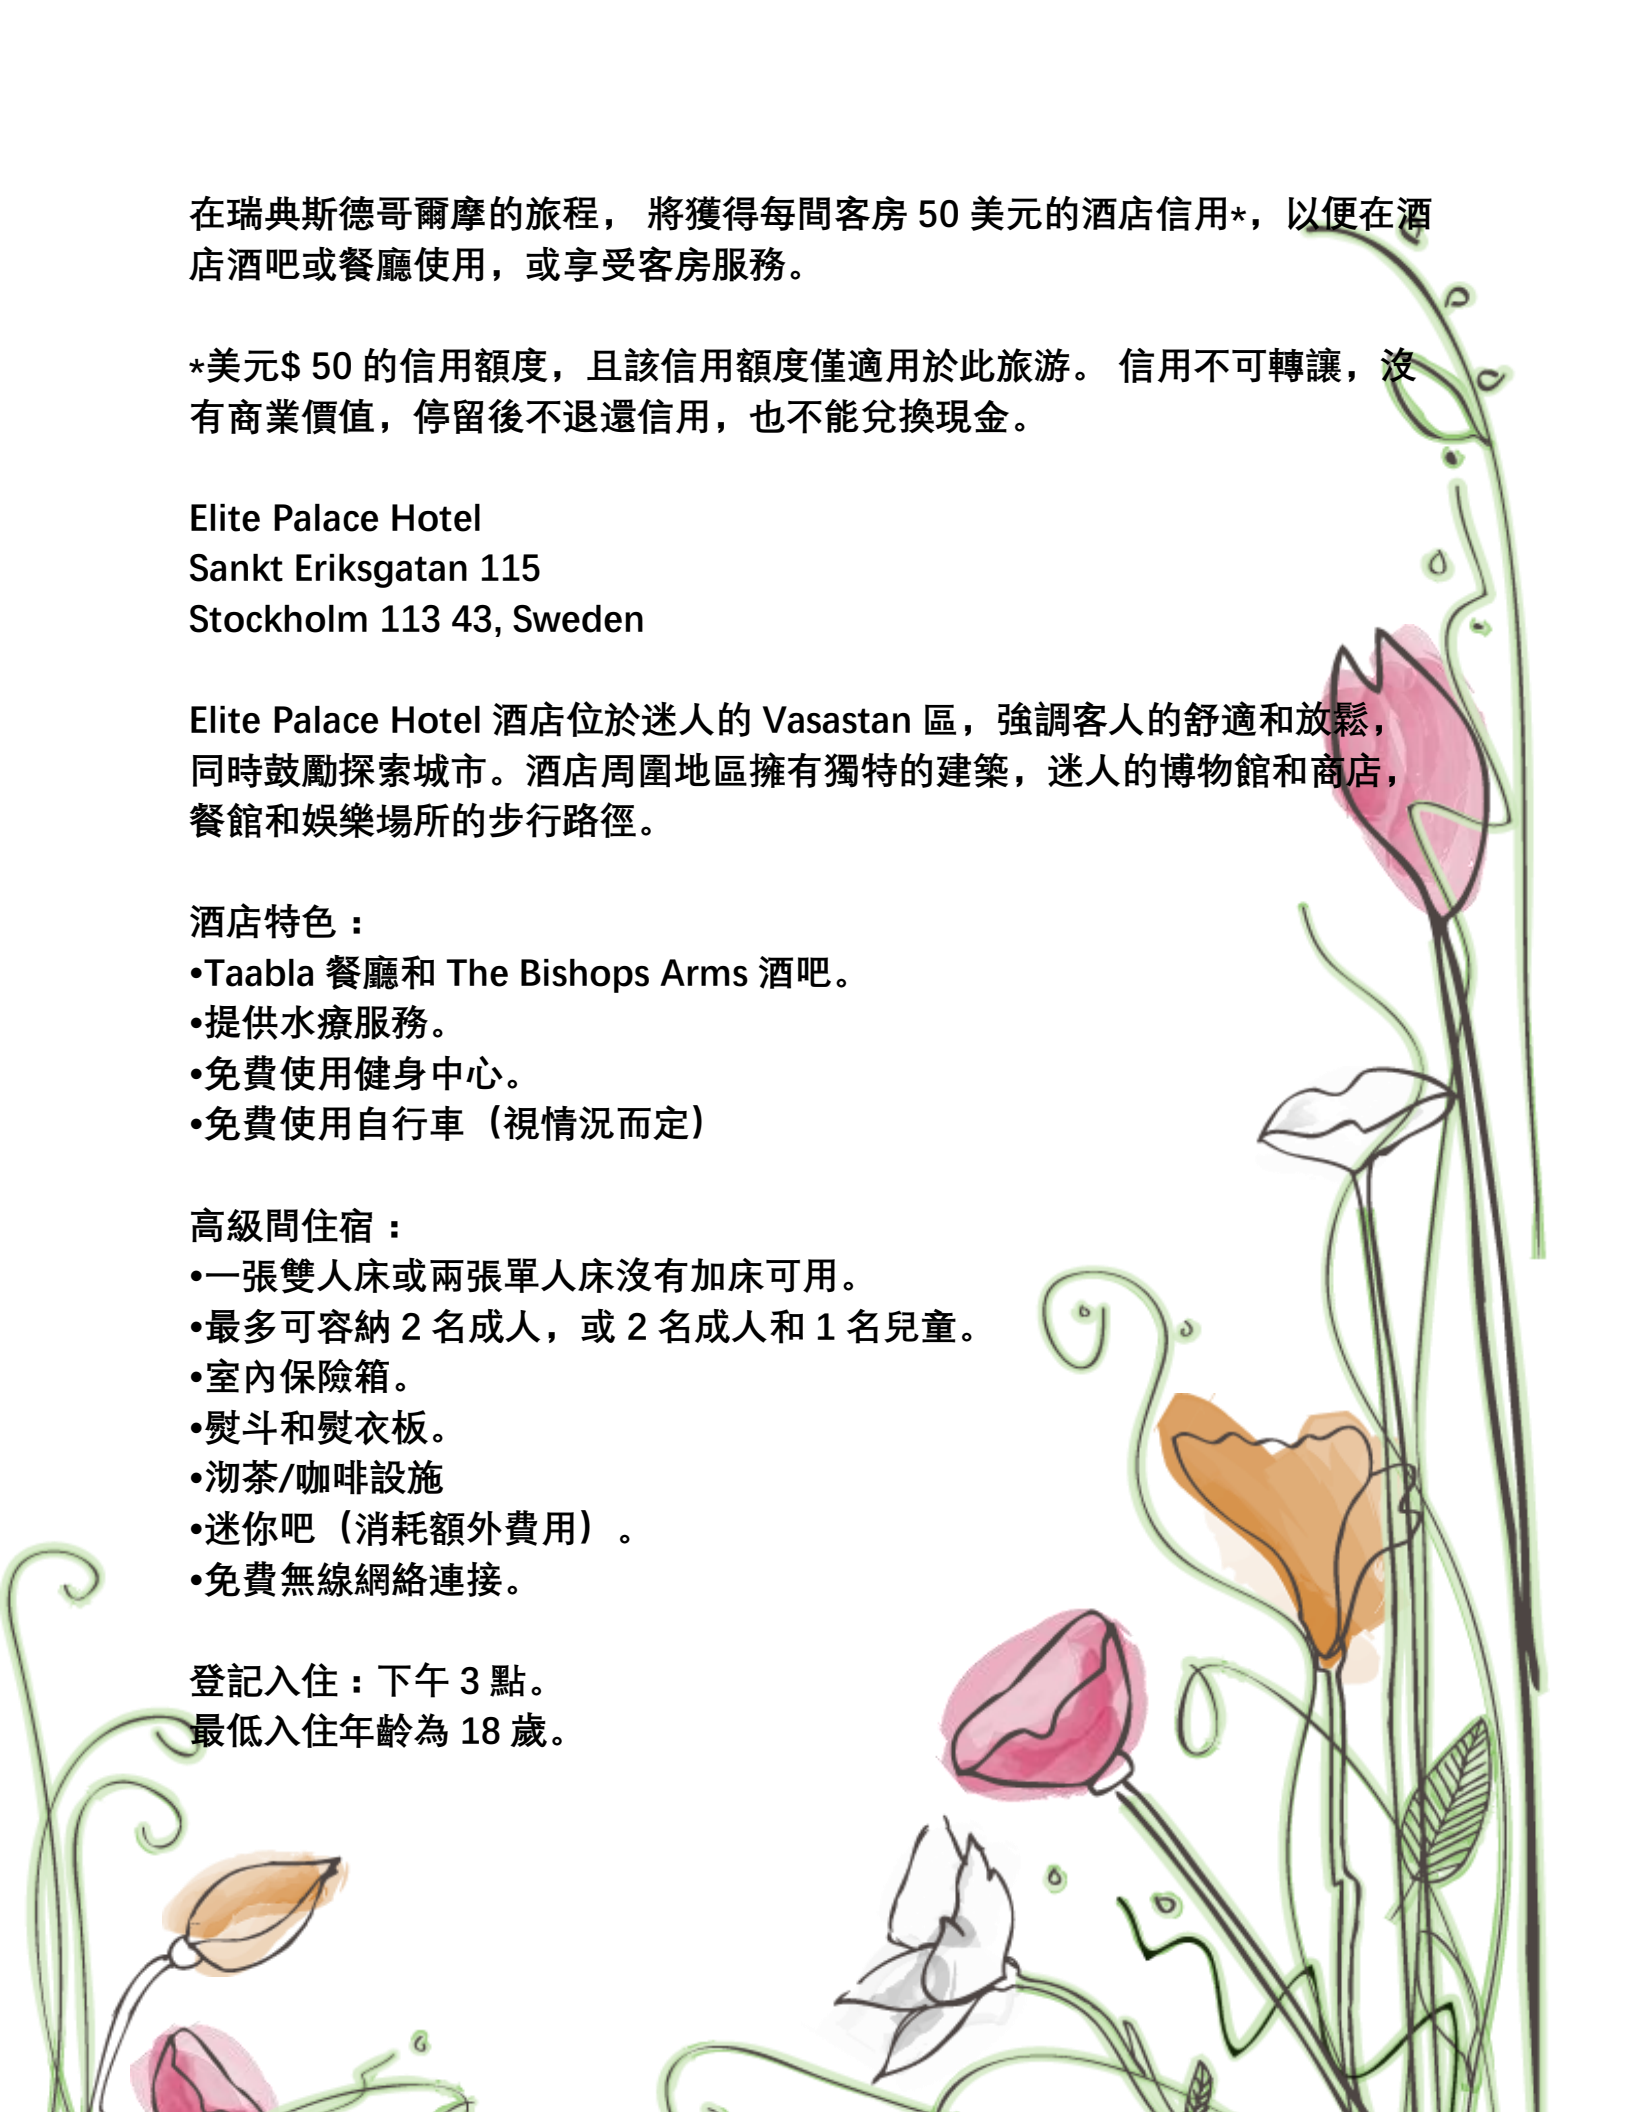 在瑞典斯德哥爾摩的旅程， 將獲得每間客房 50 美元的酒店信用*，以便在酒
店酒吧或餐廳使用，或享受客房服務。
*美元$ 50 的信用額度，且該信用額度僅適用於此旅游。 信用不可轉讓，沒
有商業價值，停留後不退還信用，也不能兌換現金。
Elite Palace Hotel
Sankt Eriksgatan 115
Stockholm 113 43, Sweden
Elite Palace Hotel 酒店位於迷人的 Vasastan 區，強調客人的舒適和放鬆，
同時鼓勵探索城市。酒店周圍地區擁有獨特的建築，迷人的博物館和商店，
餐館和娛樂場所的步行路徑。
酒店特色：
•Taabla 餐廳和 The Bishops Arms 酒吧。
•提供水療服務。
•免費使用健身中心。
•免費使用自行車（視情況而定）
高級間住宿：
•一張雙人床或兩張單人床沒有加床可用。
•最多可容納 2 名成人，或 2 名成人和 1 名兒童。
•室內保險箱。
•熨斗和熨衣板。
•沏茶/咖啡設施
•迷你吧（消耗額外費用）。
•免費無線網絡連接。
登記入住：下午 3 點。
最低入住年齡為 18 歲。